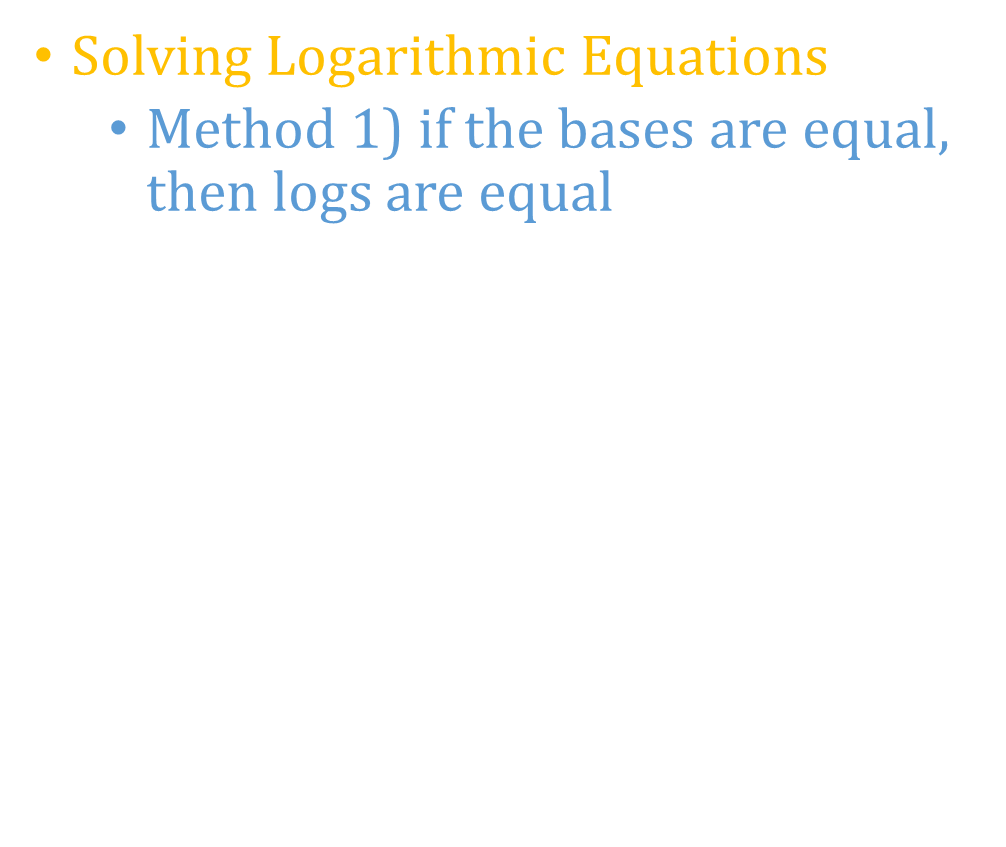 • Solving Logarithmic Equations
• Method 1) if the bases are equal,
then logs are equal